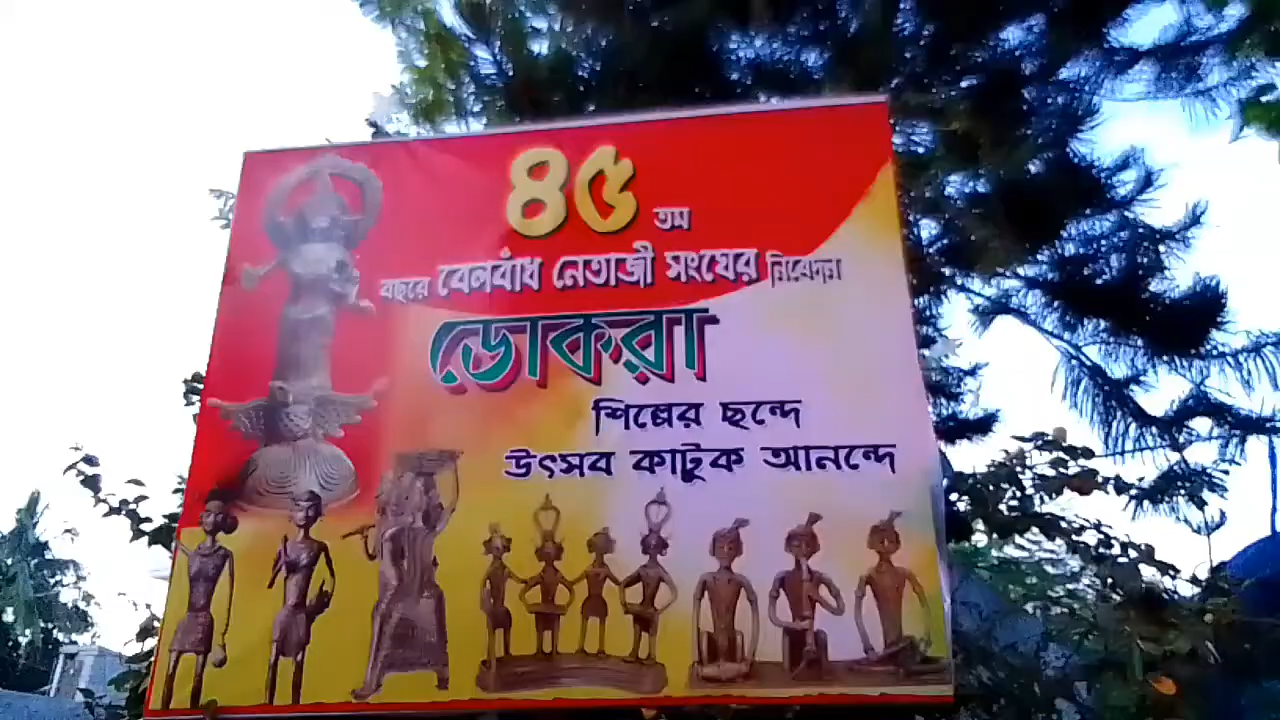 ৪৫ তম
বছরে বেলবাঁধ নেতাজী সংঘের নিবেদন
ডোকরা
শিল্পের ছন্দে
উৎসব কাটুক আনন্দে